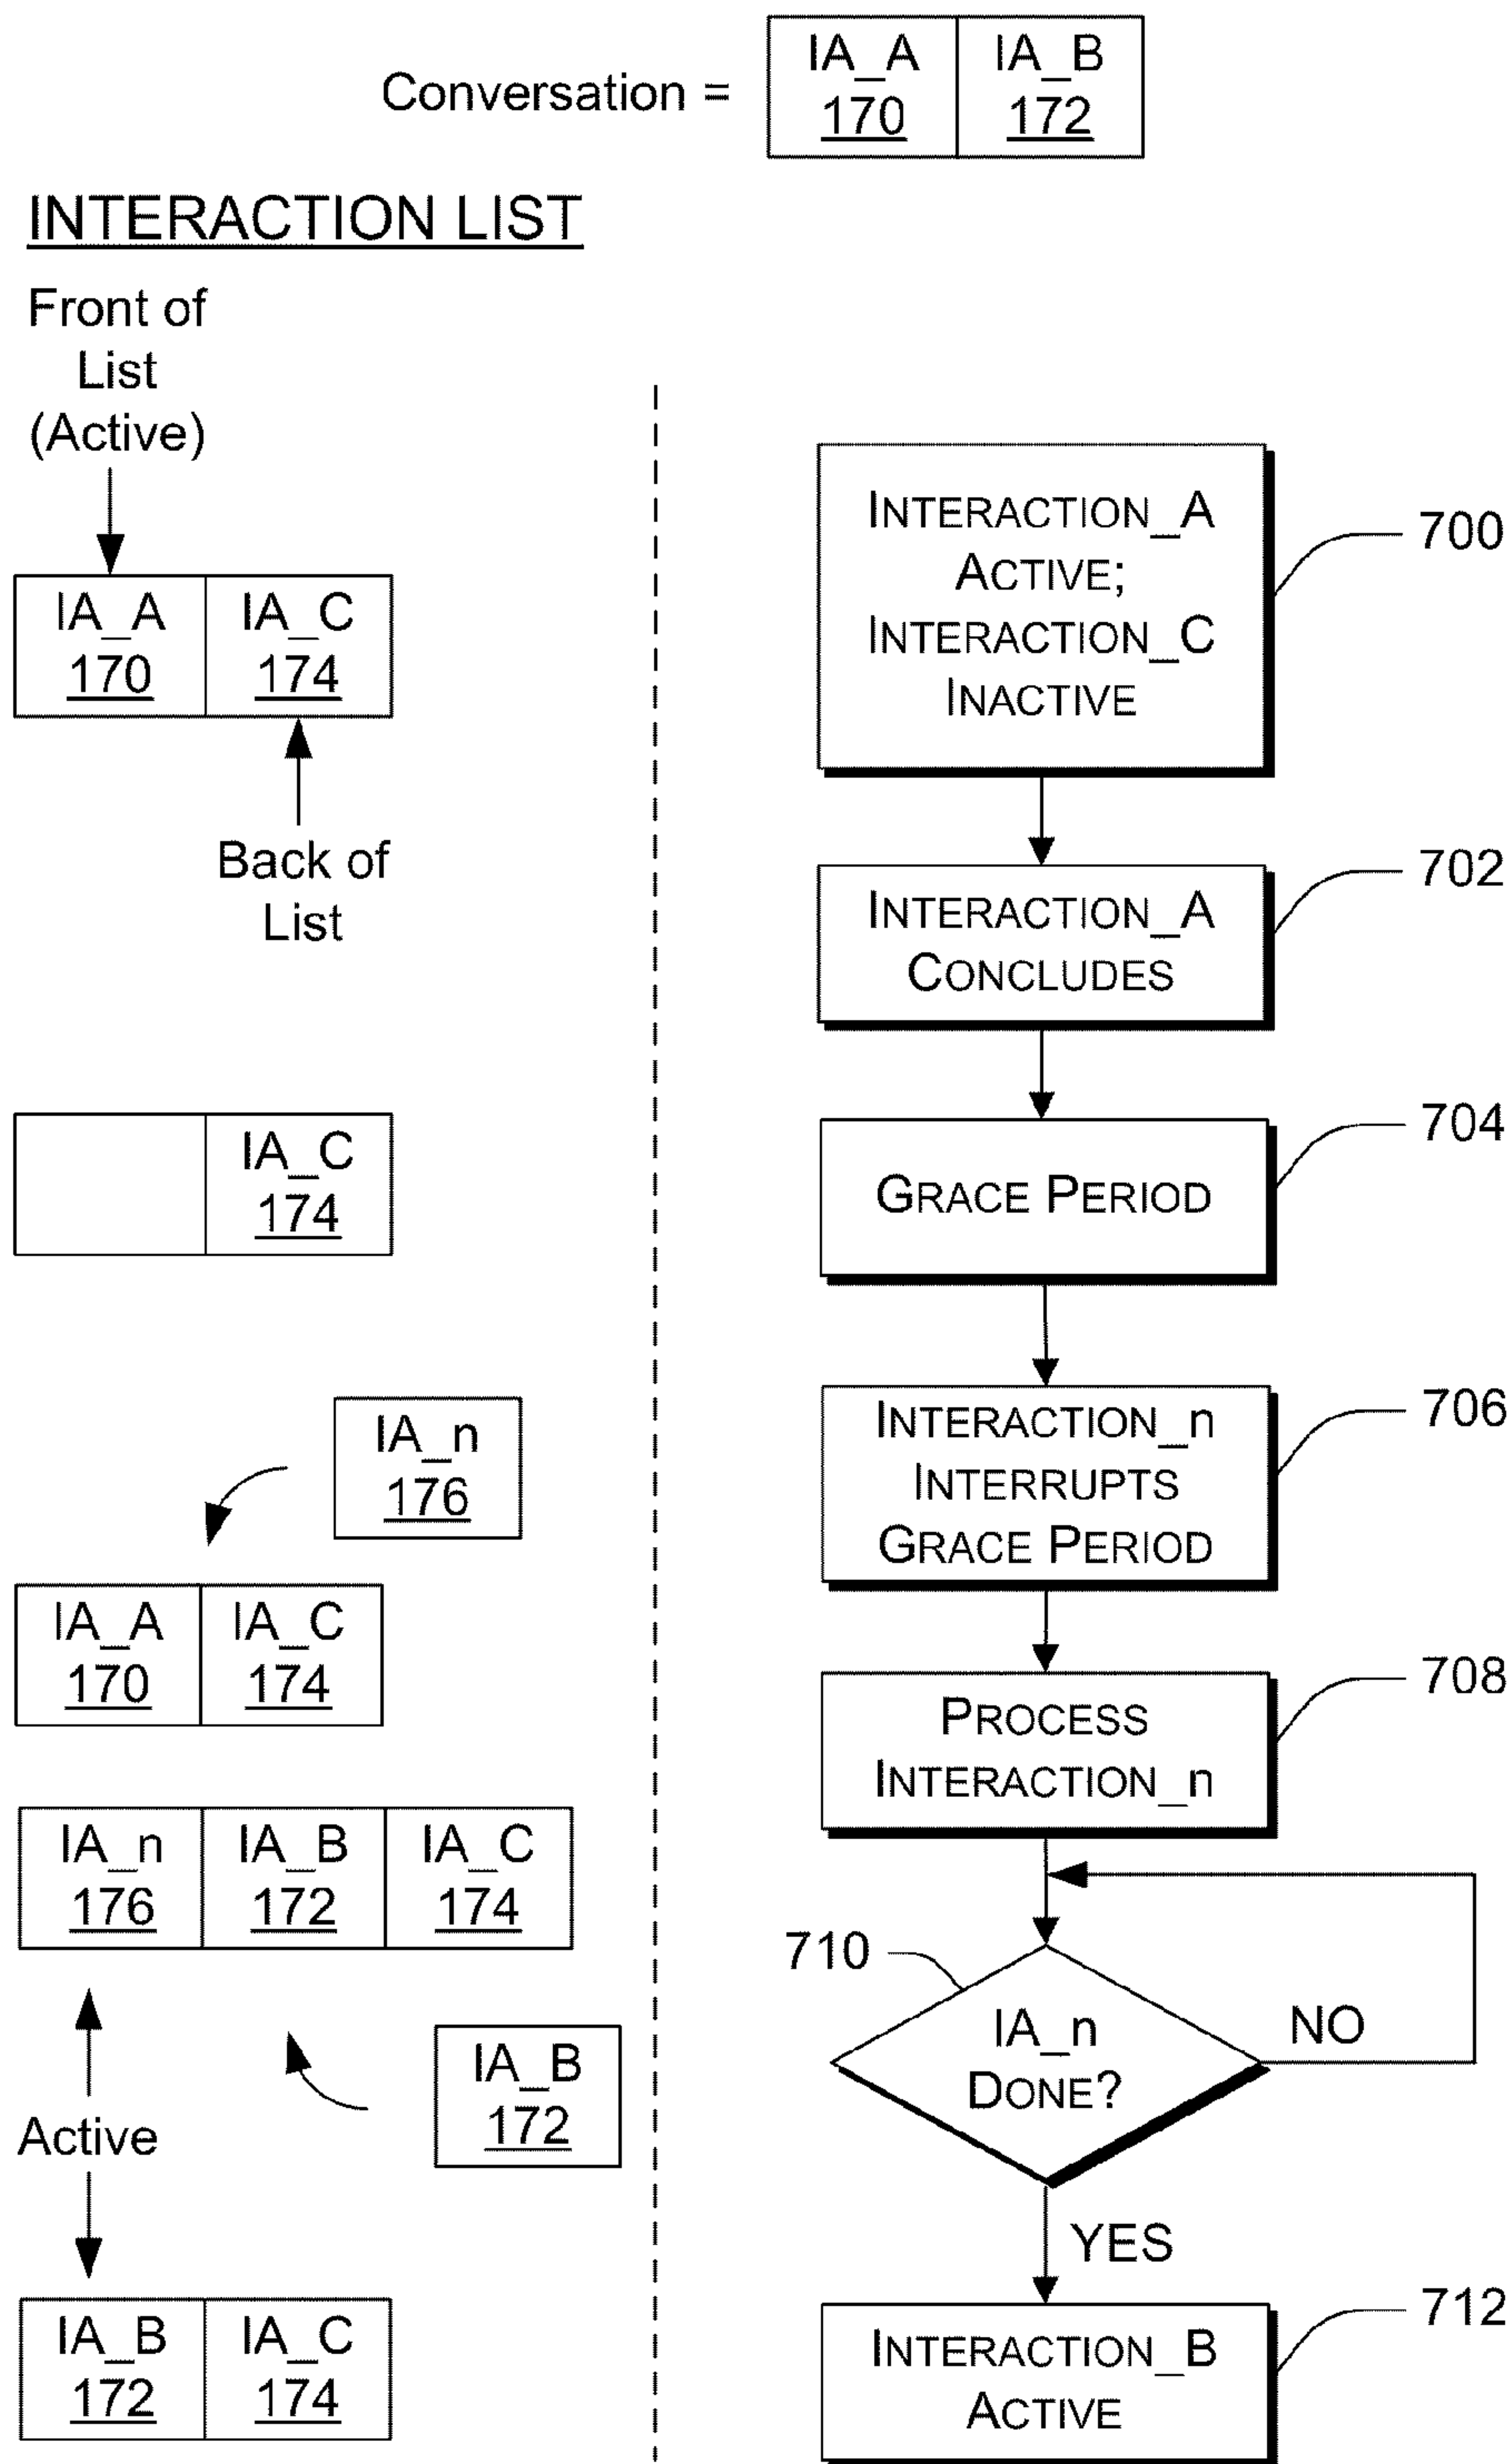 Conversation =
IA_A
170
IA_B
172
INTERACTION LIST
Front of
List
(Active)
IA_A
170
IA_C
174
Back of
List
IA_C
174
IA_n
176
IA_A
170
IA_C
174
IA_n
176
IA_B
172
IA_C
174
IA_B
172
Active
IA_B
172
IA_C
174
INTERACTION_A
ACTIVE;
INTERACTION_C
INACTIVE
700
INTERACTION_A
CONCLUDES
702
GRACE PERIOD
704
INTERACTION_n
INTERRUPTS
GRACE PERIOD
706
PROCESS
INTERACTION_n
708
710
IA_n
DONE?
NO
YES
INTERACTION_B
ACTIVE
712